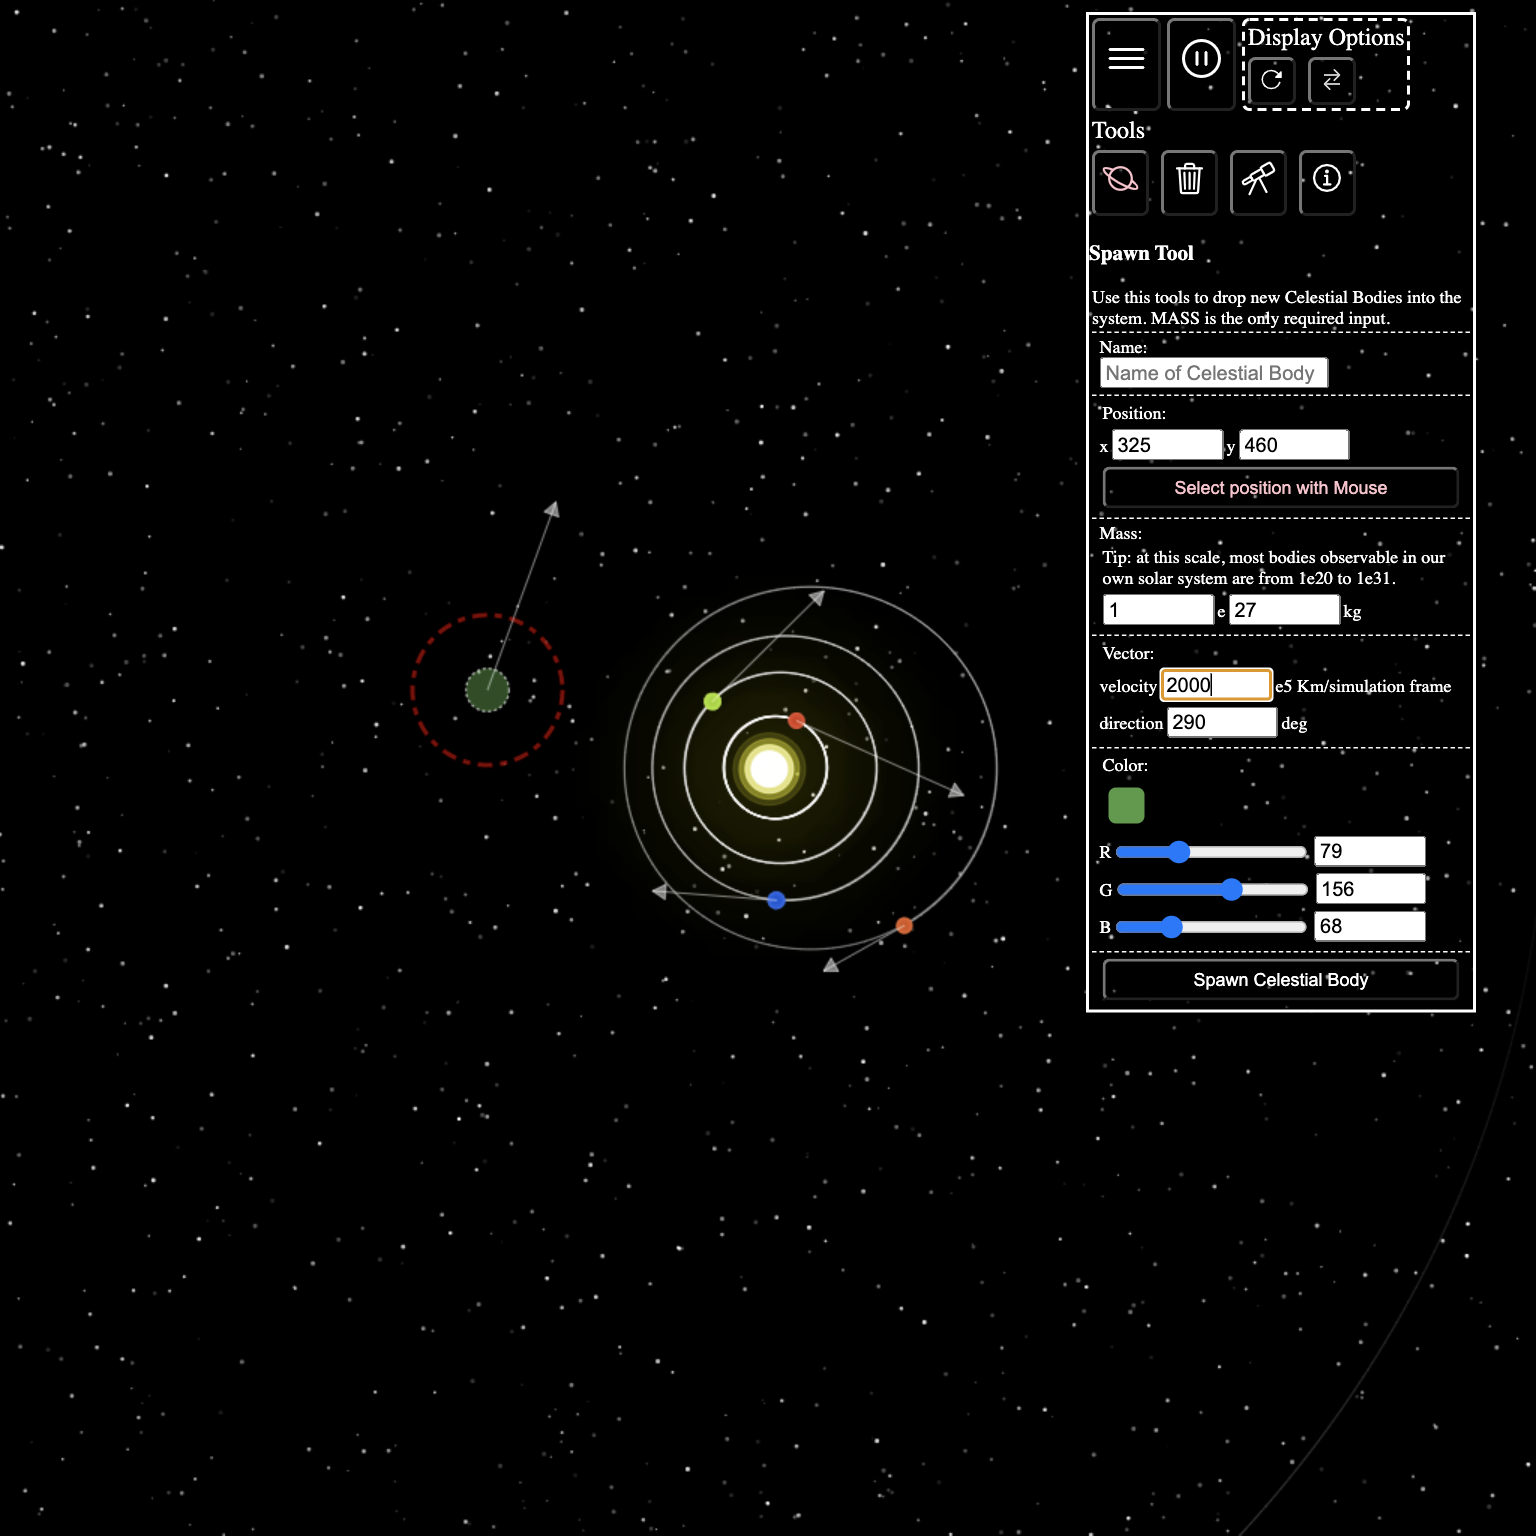 Display Options
Tools
Spawn Tool
Use this tools to drop new Celestial Bodies into the
system. MASS is the only required input.
Name:
Name of Celestial Body
Position:
x 325 y 460
Select position with Mouse
Mass:
Tip: at this scale, most bodies observable in our
own solar system are from 1e20 to 1e31.
1 e 27 kg
Vector:
velocity 2000 e5 Km/simulation frame
direction 290 deg
Color:
R 79
G 156
B 68
Spawn Celestial Body